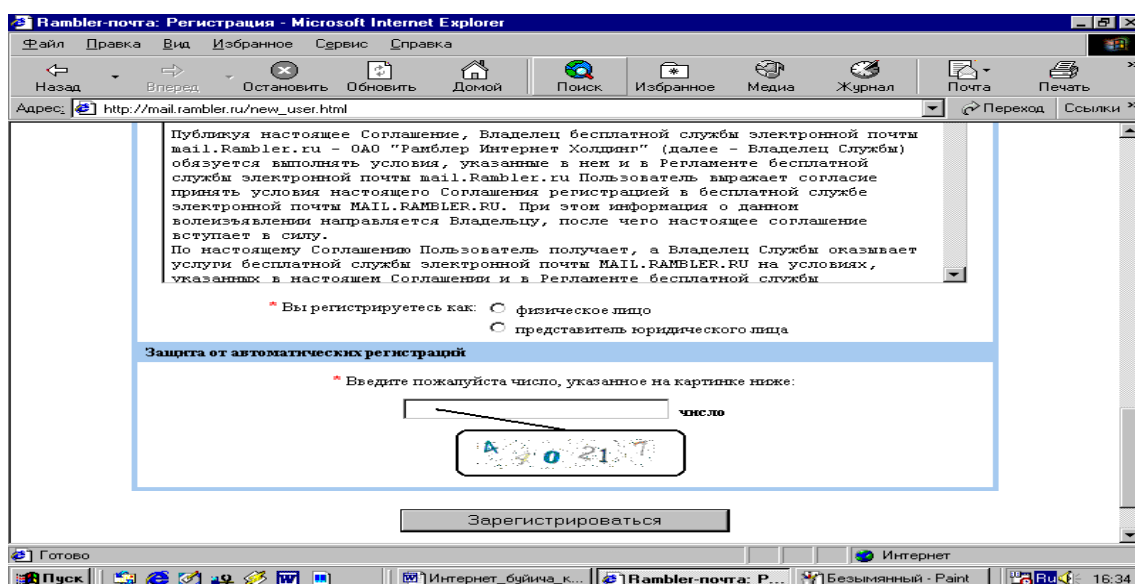 Rambler-почта: Регистрация - Microsoft Internet Explorer
Файл Правка Вид Избранное Сервис Справка
Назад Вперед Остановить Обновить Домой Поиск Избранное Медиа Журнал Почта Печать
Адрес: http://mail.rambler.ru/new_user.html Переход Ссылки
Публикуя настоящее Соглашение, Владелец бесплатной службы электронной почты
mail.Rambler.ru - ОАО "Рамблер Интернет Холдинг" (далее - Владелец Службы)
обязуется выполнять условия, указанные в нем и в Регламенте бесплатной
службы электронной почты mail.Rambler.ru Пользователь выражает согласие
принять условия настоящего Соглашения регистрацией в бесплатной службе
электронной почты MAIL.RAMBLER.RU. При этом информация о данном
волеизъявлении направляется Владельцу, после чего настоящее соглашение
вступает в силу.
По настоящему Соглашению Пользователь получает, а Владелец Службы оказывает
услуги бесплатной службы электронной почты MAIL.RAMBLER.RU на условиях,
указанных в настоящем Соглашении и в Регламенте бесплатной службы
* Вы регистрируетесь как: физическое лицо
представитель юридического лица
Защита от автоматических регистраций
* Введите пожалуйста число, указанное на картинке ниже:
число
4 0 21 7
Зарегистрироваться
Готово Интернет
Пуск Интернет_буйича_к... Rambler-почта: Р... Безымянный - Paint Ru 16:34